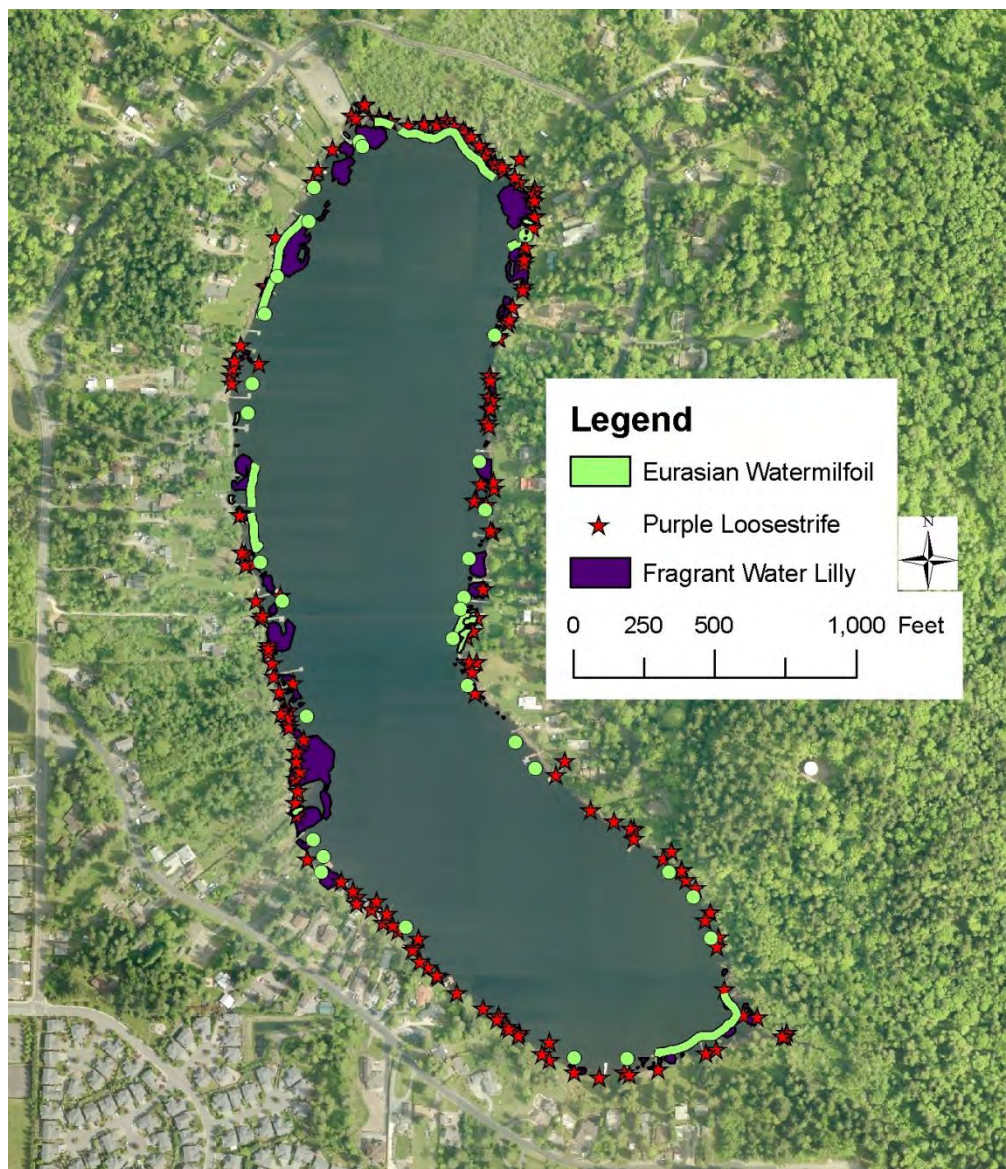 Legend
Eurasian Watermilfoil
Purple Loosestrife
Fragrant Water Lilly
N
0 250 500 1,000 Feet